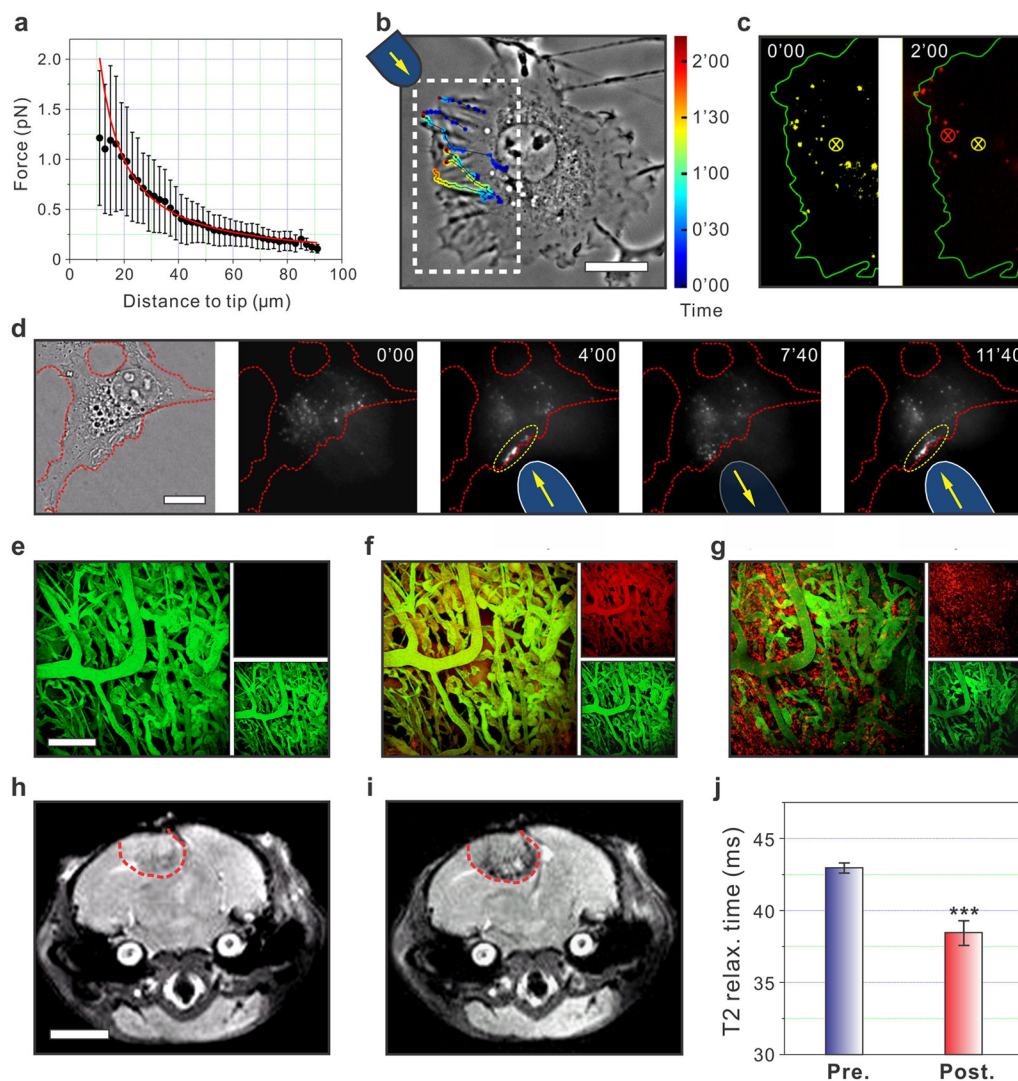 a
2.0
1.5
1.0
0.5
0
Force (pN)
0 20 40 60 80 100
Distance to tip (µm)
b
2'00
1'30
1'00
0'30
0'00
Time
c
0'00
2'00
d
0'00
4'00
7'40
11'40
e
f
g
h
i
j
45
40
35
30
T2 relax. time (ms)
***
Pre.
Post.